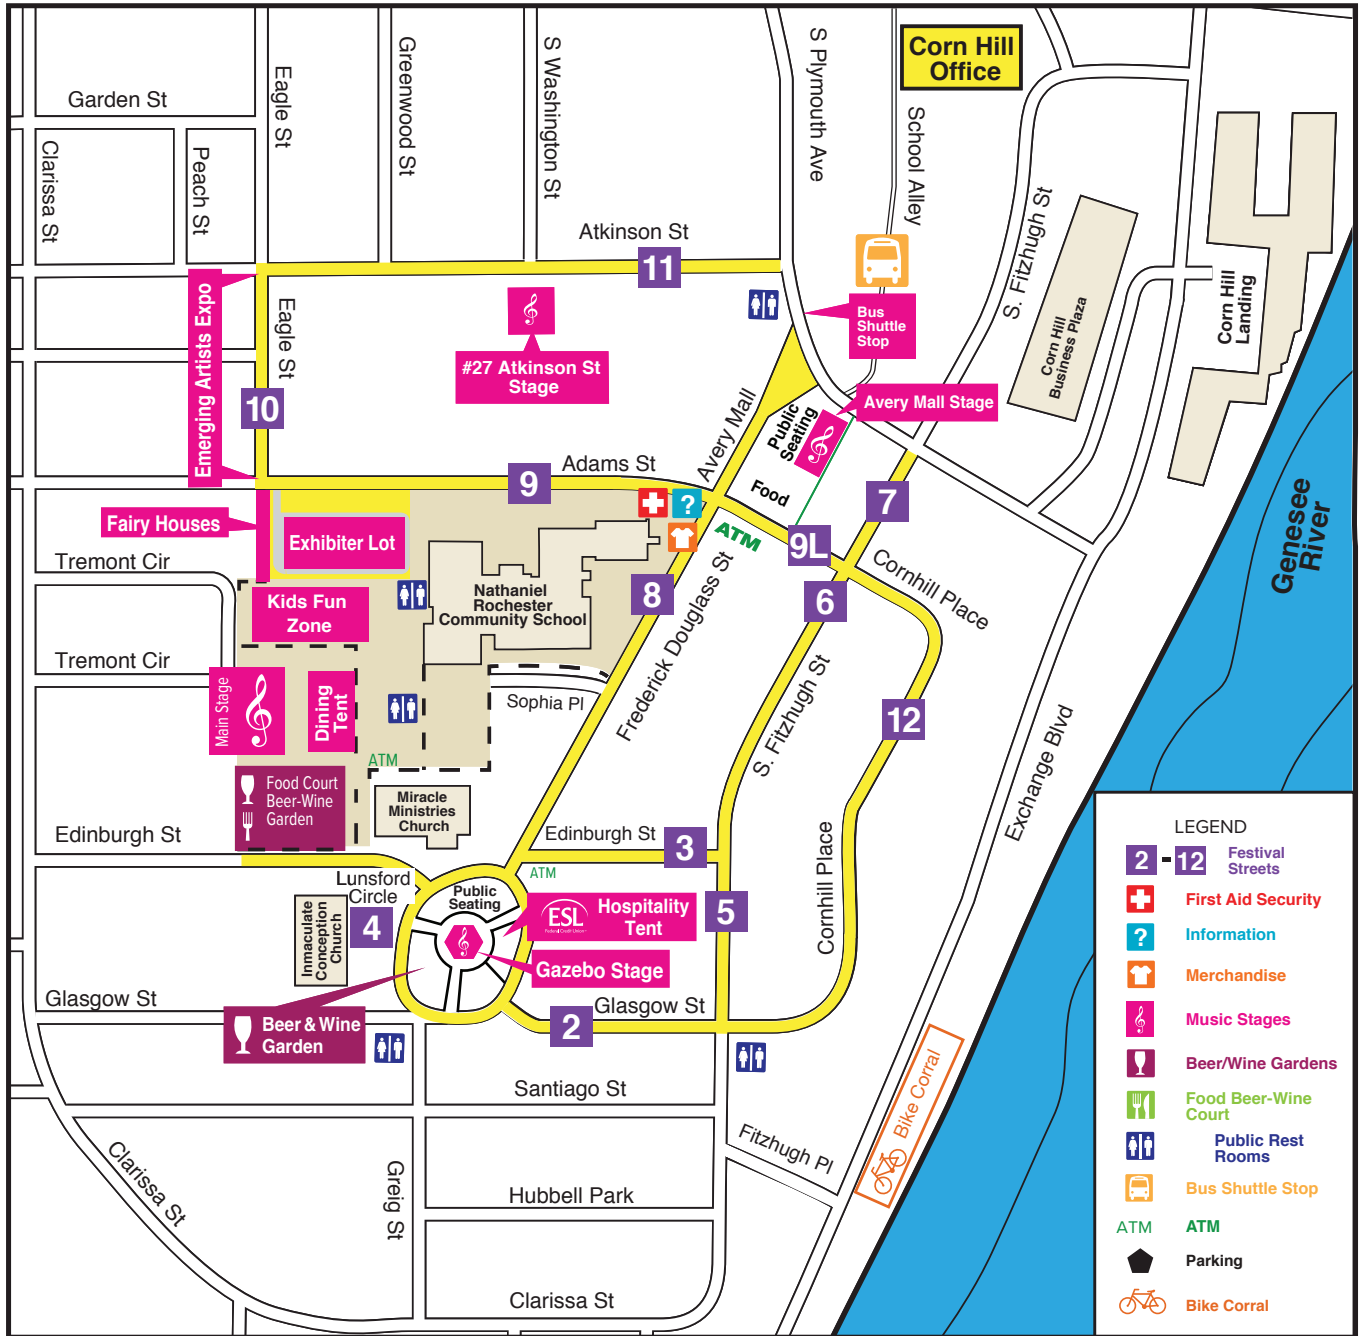 Corn Hill
Office
Garden St
Eagle St
Greenwood St
S Washington St
S Plymouth Ave
School Alley
Clarissa St
Peach St
Atkinson St
11
S. Fitzhugh St
Corn Hill
Business Plaza
Corn Hill
Landing
Emerging Artists Expo
Eagle St
10
#27 Atkinson St
Stage
Bus
Shuttle
Stop
Avery Mall Stage
Avery Mall
Public
Seating
Food
Genesee
River
Adams St
9
?
ATM
9L
7
Fairy Houses
Exhibiter Lot
Tremont Cir
Kids Fun
Zone
Nathaniel
Rochester
Community School
8
6
Cornhill Place
Frederick Douglass St
S. Fitzhugh St
Tremont Cir
Main Stage
Dining
Tent
Sophia Pl
12
ATM
Food Court
Beer-Wine
Garden
Miracle
Ministries
Church
Exchange Blvd
Edinburgh St
Edinburgh St
3
Cornhill Place
ATM
Lunsford
Circle
Public
Seating
4
5
ESL
Federal Credit Union
Hospitality
Tent
Immaculate
Conception
Church
Gazebo Stage
Glasgow St
Glasgow St
2
Beer & Wine
Garden
Santiago St
Bike Corral
Fitzhugh Pl
Clarissa St
Greig St
Hubbell Park
Clarissa St
LEGEND
2 - 12 Festival
Streets
First Aid Security
? Information
Merchandise
Music Stages
Beer/Wine Gardens
Food Beer-Wine
Court
Public Rest
Rooms
Bus Shuttle Stop
ATM ATM
Parking
Bike Corral